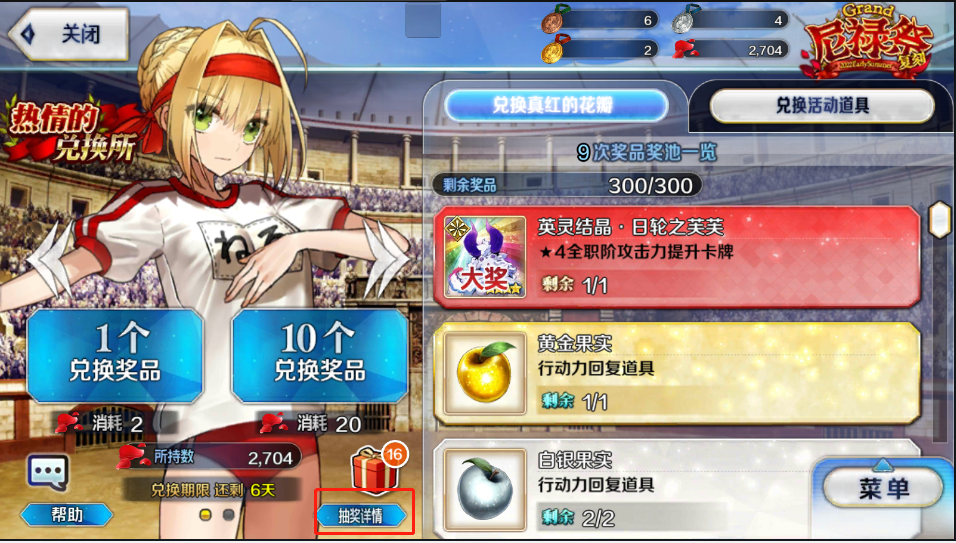 关闭
6
4
2
2,704
Grand
厄禄祭
复刻
2022 Early Summer
热情的
兑换所
兑换真红的花瓣
兑换活动道具
9次奖品奖池一览
剩余奖品 300/300
ねろ
大奖
英灵结晶·日轮之芙芙
★4全职阶攻击力提升卡牌
剩余 1/1
黄金果实
行动力回复道具
剩余 1/1
白银果实
行动力回复道具
剩余 2/2
1个
兑换奖品
10个
兑换奖品
消耗 2
消耗 20
所持数 2,704
兑换期限 还剩 6天
16
帮助
抽奖详情
菜单